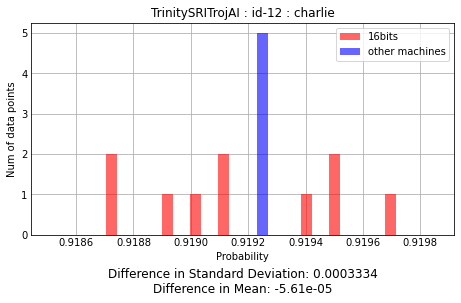 TrinitySRITrojAI : id-12 : charlie
5
4
3
2
1
0
Num of data points
16bits
other machines
0.9186 0.9188 0.9190 0.9192 0.9194 0.9196 0.9198
Probability
Difference in Standard Deviation: 0.0003334
Difference in Mean: -5.61e-05